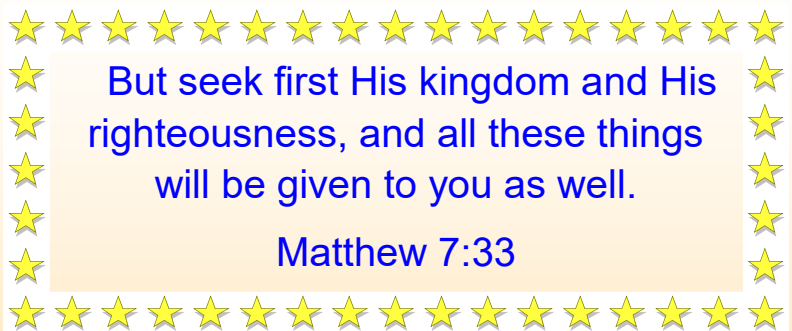 But seek first His kingdom and His
righteousness, and all these things
will be given to you as well.
Matthew 7:33